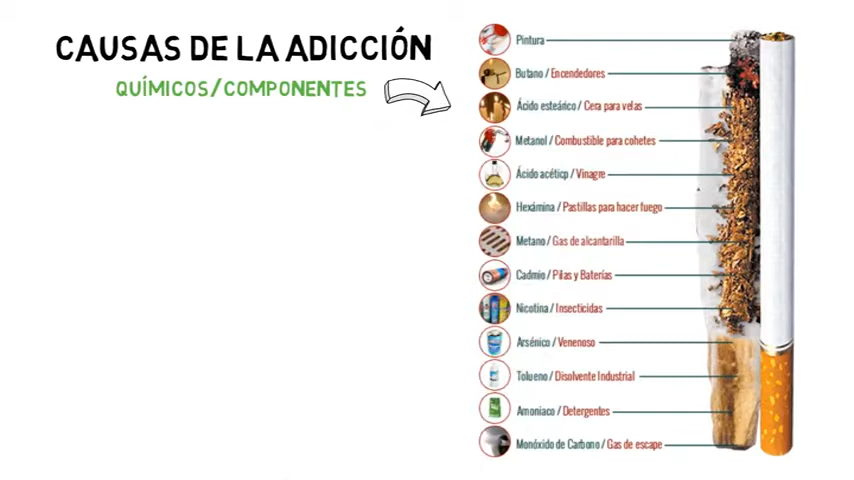 CAUSAS DE LA ADICCIÓN
QUÍMICOS/COMPONENTES
Pintura
Butano / Encendedores
Ácido esteárico / Cera para velas
Metanol / Combustible para cohetes
Ácido acéticp / Vinagre
Hexámina / Pastillas para hacer fuego
Metano / Gas de alcantarilla
Cadmio / Pilas y Baterías
Nicotina / Insecticidas
Arsénico / Venenoso
Tolueno / Disolvente Industrial
Amoniaco / Detergentes
Monóxido de Carbono / Gas de escape